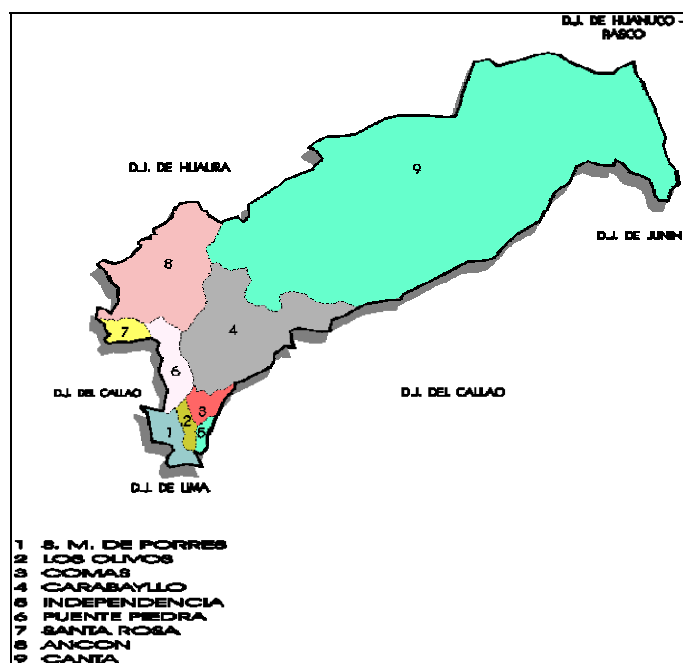 D.J. DE HUANUCO -
PASCO
D.J. DE HUAURA
9
D.J. DE JUNIN
8
7
4
6
D.J. DEL CALLAO
D.J. DEL CALLAO
3
2
1
5
D.J. DE LIMA
1 S. M. DE PORRES
2 LOS OLIVOS
3 COMAS
4 CARABAYLLO
5 INDEPENDENCIA
6 PUENTE PIEDRA
7 SANTA ROSA
8 ANCON
9 CANTA